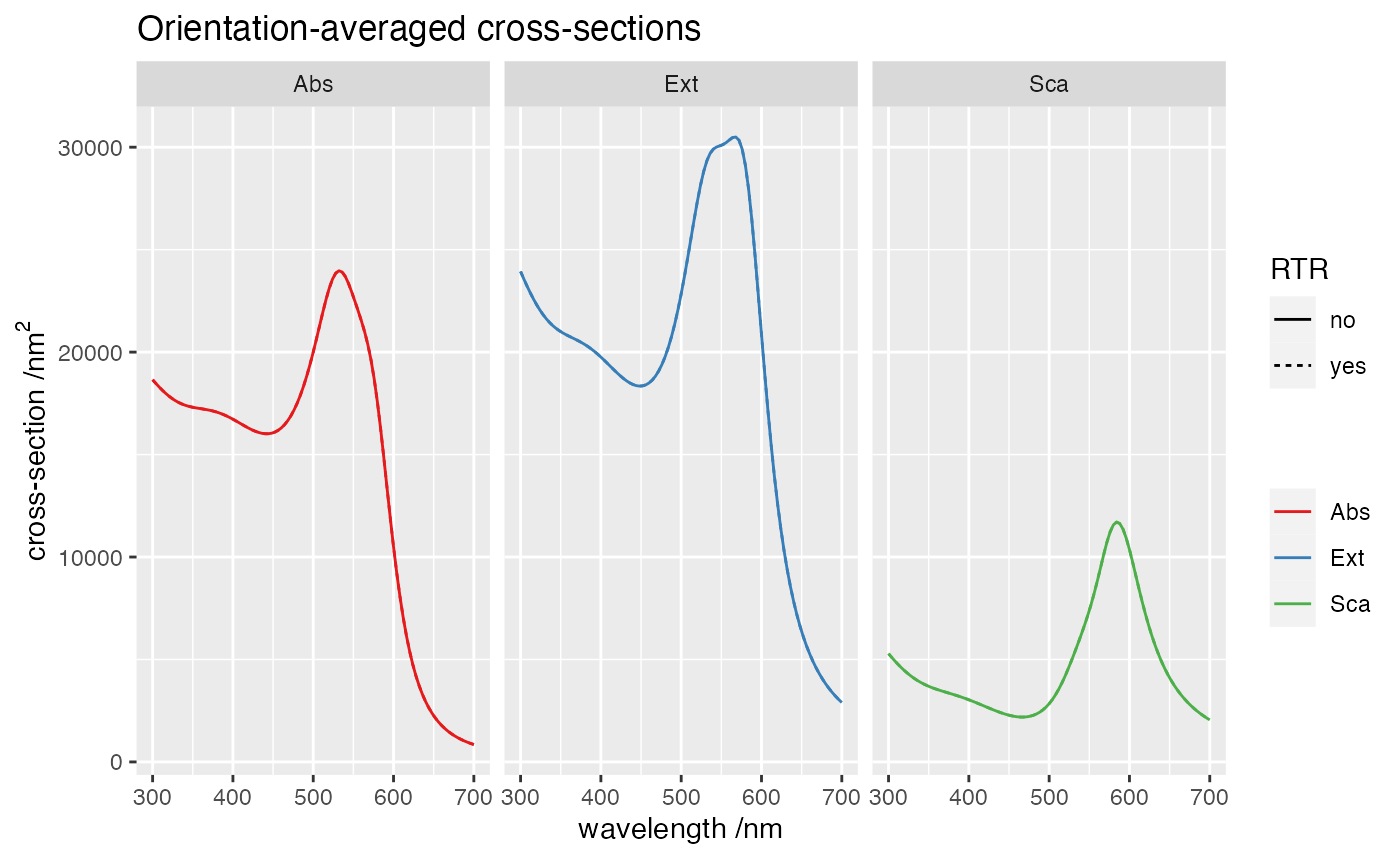 Orientation-averaged cross-sections
Abs Ext Sca
30000
20000
10000
0
cross-section /nm²
300 400 500 600 700 300 400 500 600 700 300 400 500 600 700
wavelength /nm
RTR
no
yes
Abs
Ext
Sca